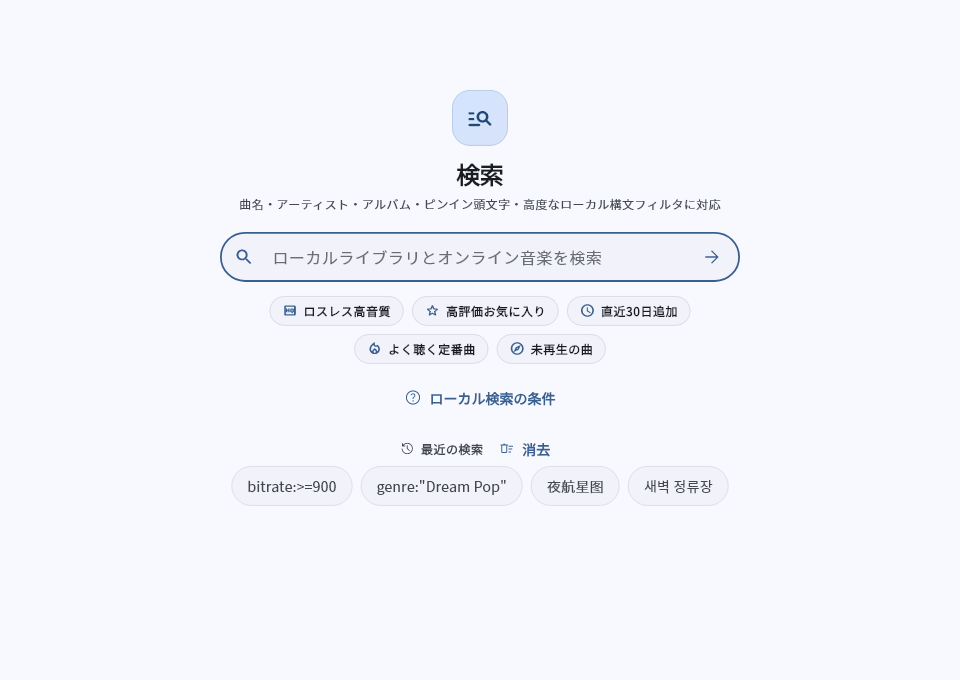 検索
曲名・アーティスト・アルバム・ピンイン頭文字・高度なローカル構文フィルタに対応
ローカルライブラリとオンライン音楽を検索
ロスレス高音質 高評価お気に入り 直近30日追加
よく聴く定番曲 未再生の曲
ローカル検索の条件
最近の検索 消去
bitrate:>=900 genre:"Dream Pop" 夜航星图 새벽 정류장